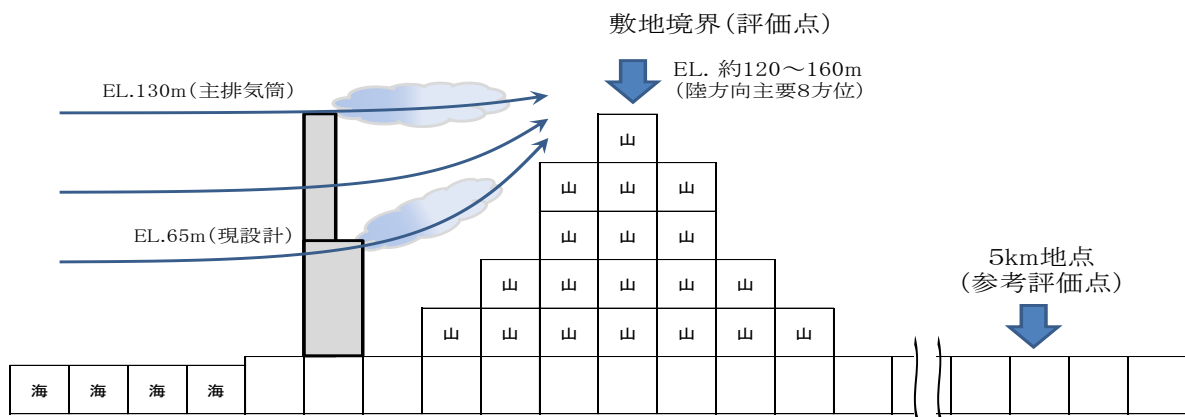 敷地境界(評価点)
EL. 約120～160m
(陸方向主要8方位)
EL.130m(主排気筒)
山
山 山 山
EL.65m(現設計)
山 山 山
5km地点
(参考評価点)
山 山 山 山 山
山 山 山 山 山 山 山
海 海 海 海